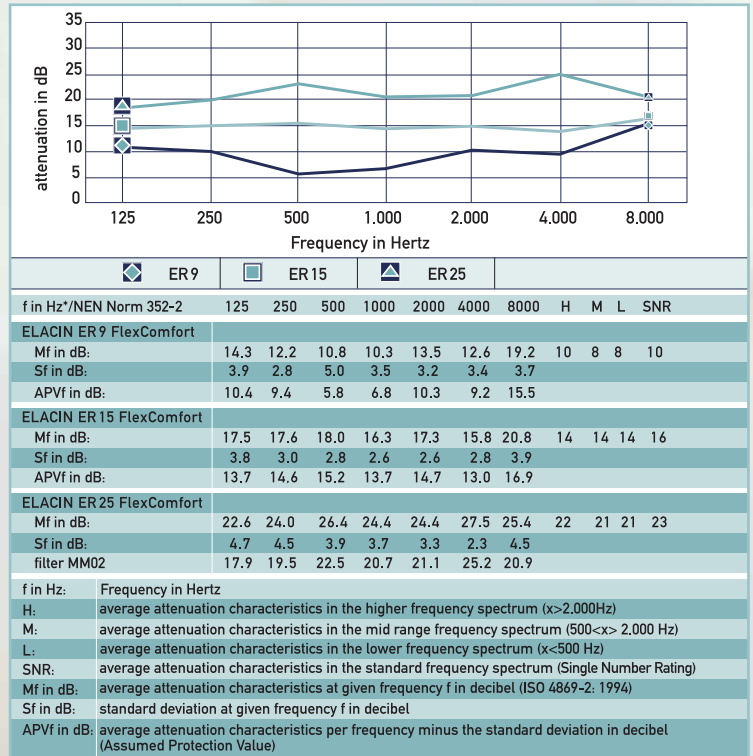 35
30
25
20
15
10
5
0
attenuation in dB
125 250 500 1.000 2.000 4.000 8.000
Frequency in Hertz
ER 9 ER 15 ER 25
f in Hz*/NEN Norm 352-2 125 250 500 1000 2000 4000 8000 H M L SNR
ELACIN ER 9 FlexComfort
Mf in dB: 14.3 12.2 10.8 10.3 13.5 12.6 19.2 10 8 8 10
Sf in dB: 3.9 2.8 5.0 3.5 3.2 3.4 3.7
APVf in dB: 10.4 9.4 5.8 6.8 10.3 9.2 15.5
ELACIN ER 15 FlexComfort
Mf in dB: 17.5 17.6 18.0 16.3 17.3 15.8 20.8 14 14 14 16
Sf in dB: 3.8 3.0 2.8 2.6 2.6 2.8 3.9
APVf in dB: 13.7 14.6 15.2 13.7 14.7 13.0 16.9
ELACIN ER 25 FlexComfort
Mf in dB: 22.6 24.0 26.4 24.4 24.4 27.5 25.4 22 21 21 23
Sf in dB: 4.7 4.5 3.9 3.7 3.3 2.3 4.5
filter MM02 17.9 19.5 22.5 20.7 21.1 25.2 20.9
f in Hz: Frequency in Hertz
H: average attenuation characteristics in the higher frequency spectrum (x>2.000Hz)
M: average attenuation characteristics in the mid range frequency spectrum (500<x> 2.000 Hz)
L: average attenuation characteristics in the lower frequency spectrum (x<500 Hz)
SNR: average attenuation characteristics in the standard frequency spectrum (Single Number Rating)
Mf in dB: average attenuation characteristics at given frequency f in decibel (ISO 4869-2: 1994)
Sf in dB: standard deviation at given frequency f in decibel
APVf in dB: average attenuation characteristics per frequency minus the standard deviation in decibel
(Assumed Protection Value)